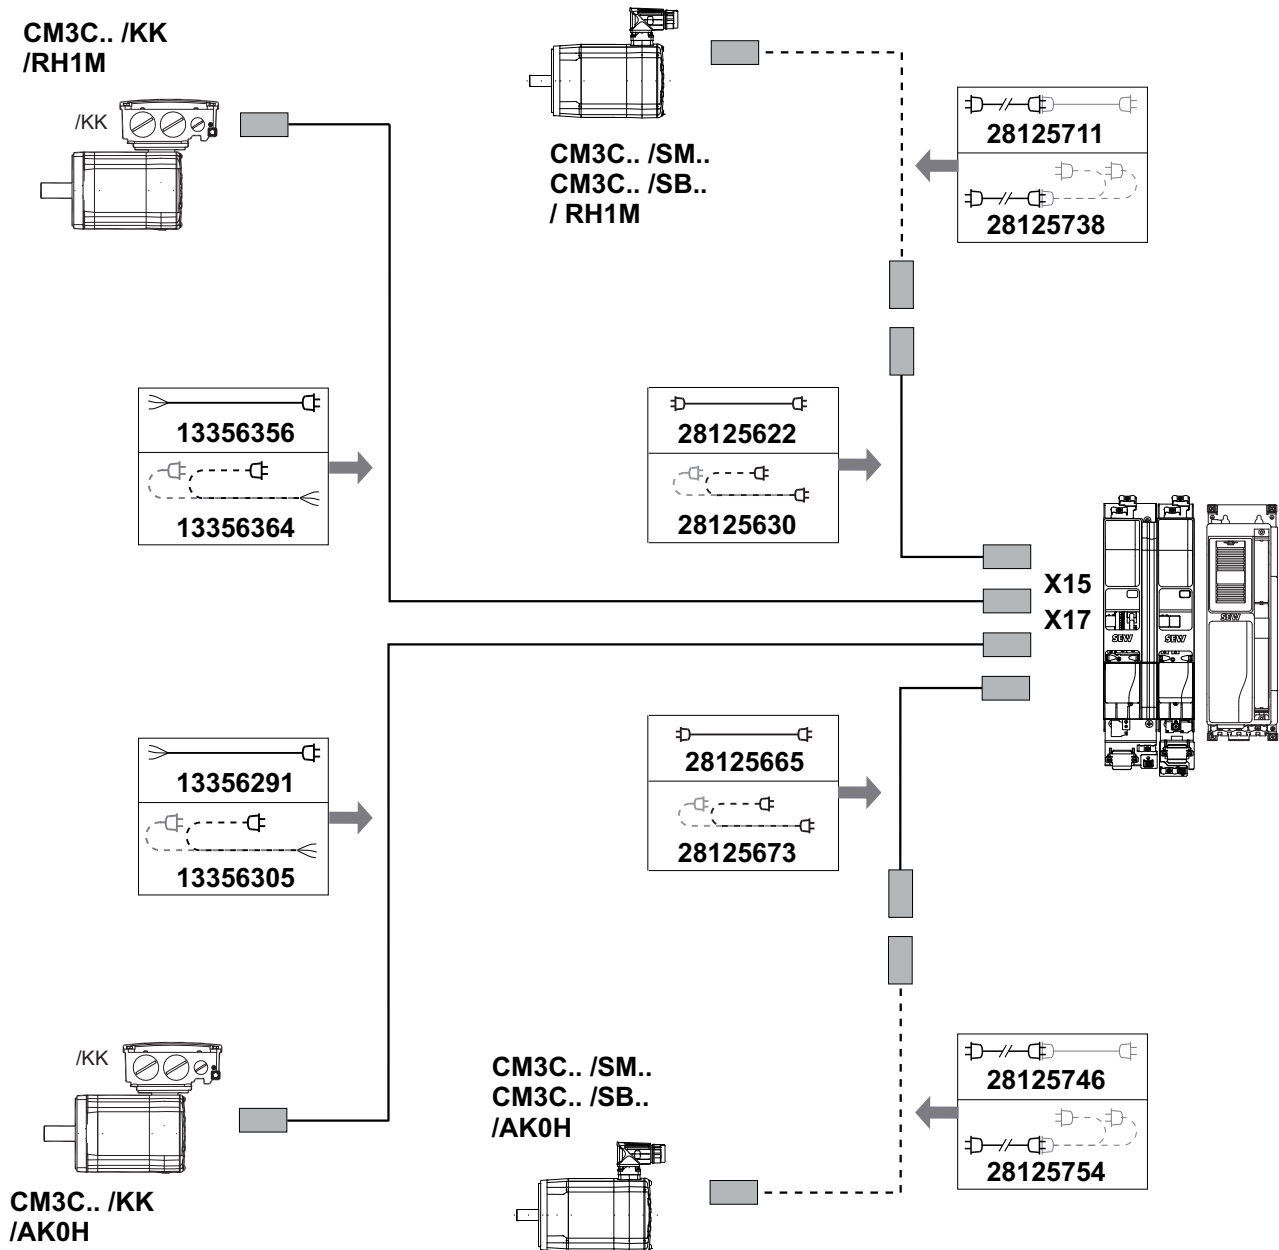 CM3C.. /KK
/RH1M
/KK
CM3C.. /SM..
CM3C.. /SB..
/ RH1M
28125711
28125738
13356356
13356364
28125622
28125630
X15
X17
SEW
SEW
SEW
13356291
13356305
28125665
28125673
/KK
CM3C.. /KK
/AK0H
CM3C.. /SM..
CM3C.. /SB..
/AK0H
28125746
28125754